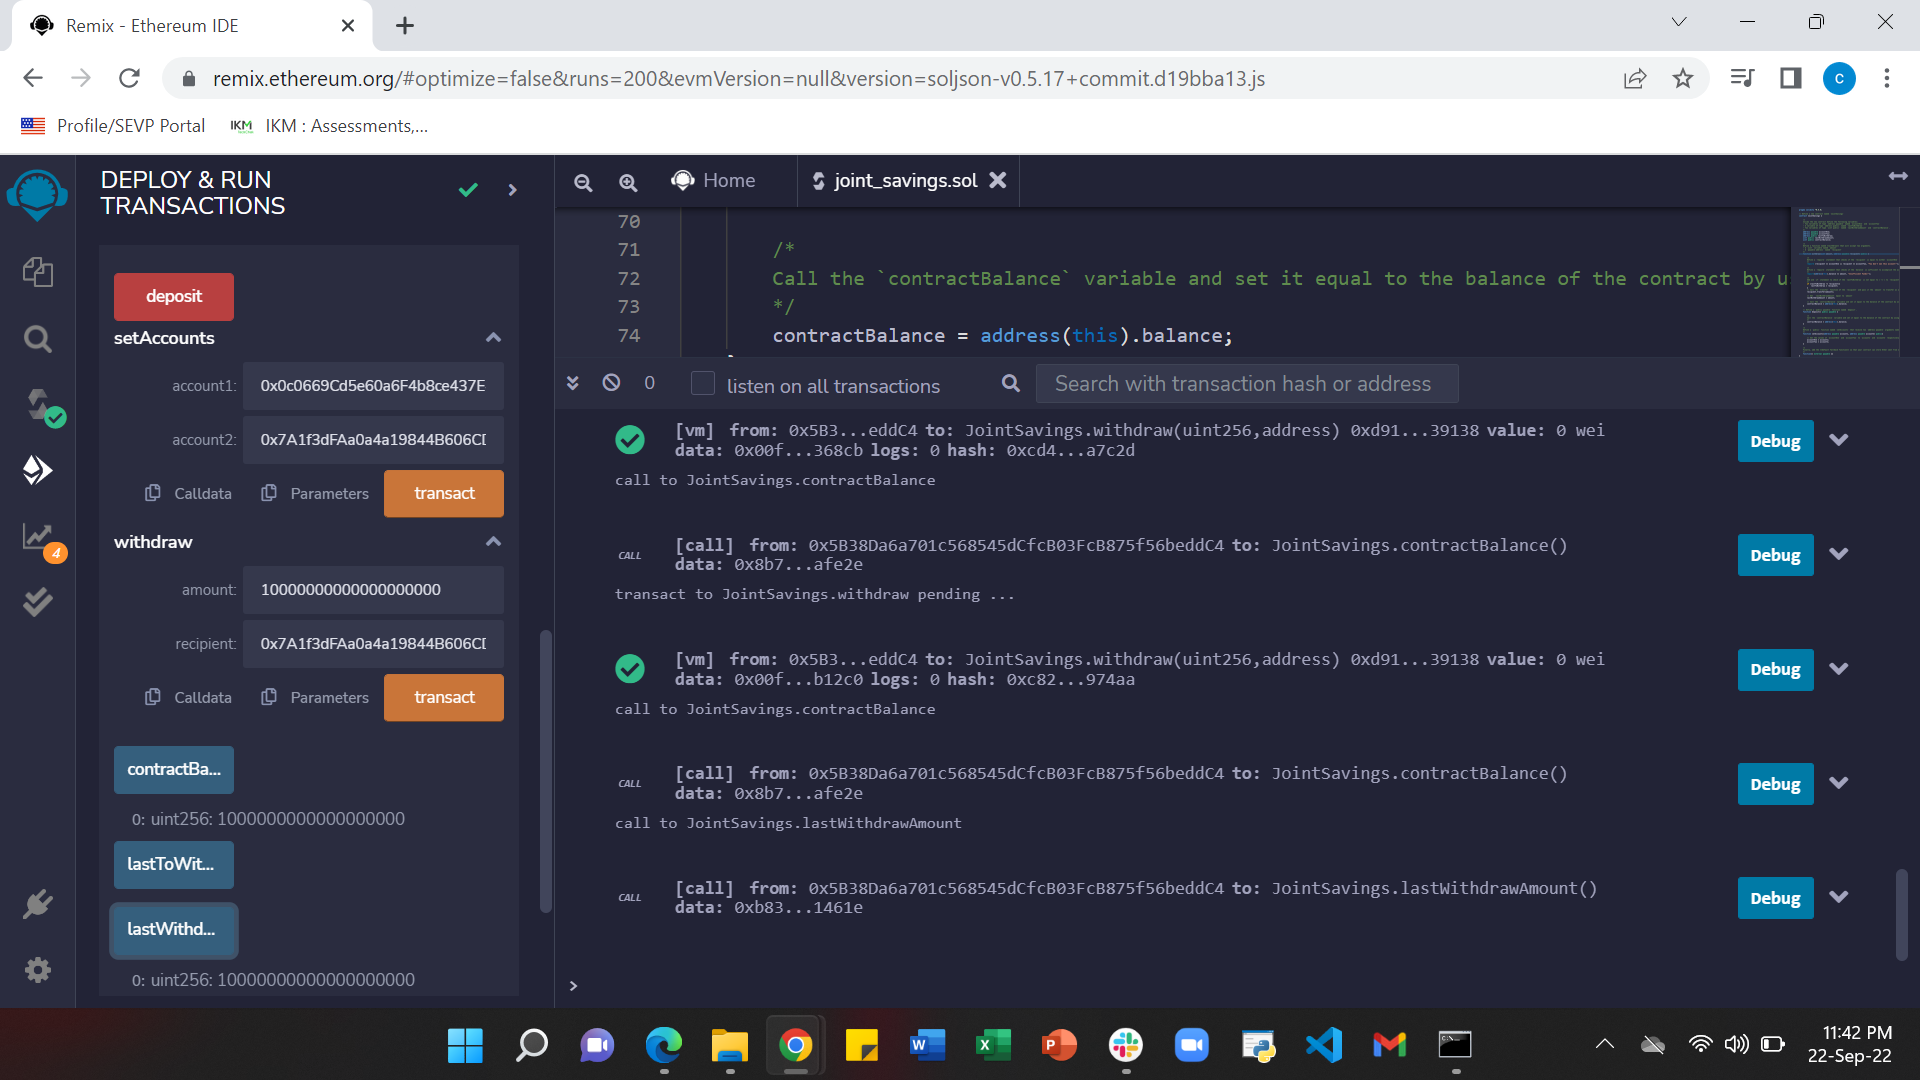 Remix - Ethereum IDE
remix.ethereum.org/#optimize=false&runs=200&evmVersion=null&version=soljson-v0.5.17+commit.d19bba13.js
c
Profile/SEVP Portal
IKM
IKM : Assessments,...
DEPLOY & RUN
TRANSACTIONS
deposit
setAccounts
account1: 0x0c0669Cd5e60a6F4b8ce437E
account2: 0x7A1f3dFAa0a4a19844B606CD
Calldata Parameters transact
withdraw
amount: 10000000000000000000
recipient: 0x7A1f3dFAa0a4a19844B606CD
Calldata Parameters transact
contractBa...
0: uint256: 1000000000000000000
lastToWit...
lastWithd...
0: uint256: 10000000000000000000
4
Home
joint_savings.sol
70
71 /*
72 Call the `contractBalance` variable and set it equal to the balance of the contract by u
73 */
74 contractBalance = address(this).balance;
0 listen on all transactions Search with transaction hash or address
[vm] from: 0x5B3...eddC4 to: JointSavings.withdraw(uint256,address) 0xd91...39138 value: 0 wei
data: 0x00f...368cb logs: 0 hash: 0xcd4...a7c2d
Debug
call to JointSavings.contractBalance
CALL [call] from: 0x5B38Da6a701c568545dCfcB03FcB875f56beddC4 to: JointSavings.contractBalance()
data: 0x8b7...afe2e
Debug
transact to JointSavings.withdraw pending ...
[vm] from: 0x5B3...eddC4 to: JointSavings.withdraw(uint256,address) 0xd91...39138 value: 0 wei
data: 0x00f...b12c0 logs: 0 hash: 0xc82...974aa
Debug
call to JointSavings.contractBalance
CALL [call] from: 0x5B38Da6a701c568545dCfcB03FcB875f56beddC4 to: JointSavings.contractBalance()
data: 0x8b7...afe2e
Debug
call to JointSavings.lastWithdrawAmount
CALL [call] from: 0x5B38Da6a701c568545dCfcB03FcB875f56beddC4 to: JointSavings.lastWithdrawAmount()
data: 0xb83...1461e
Debug
>
11:42 PM
22-Sep-22